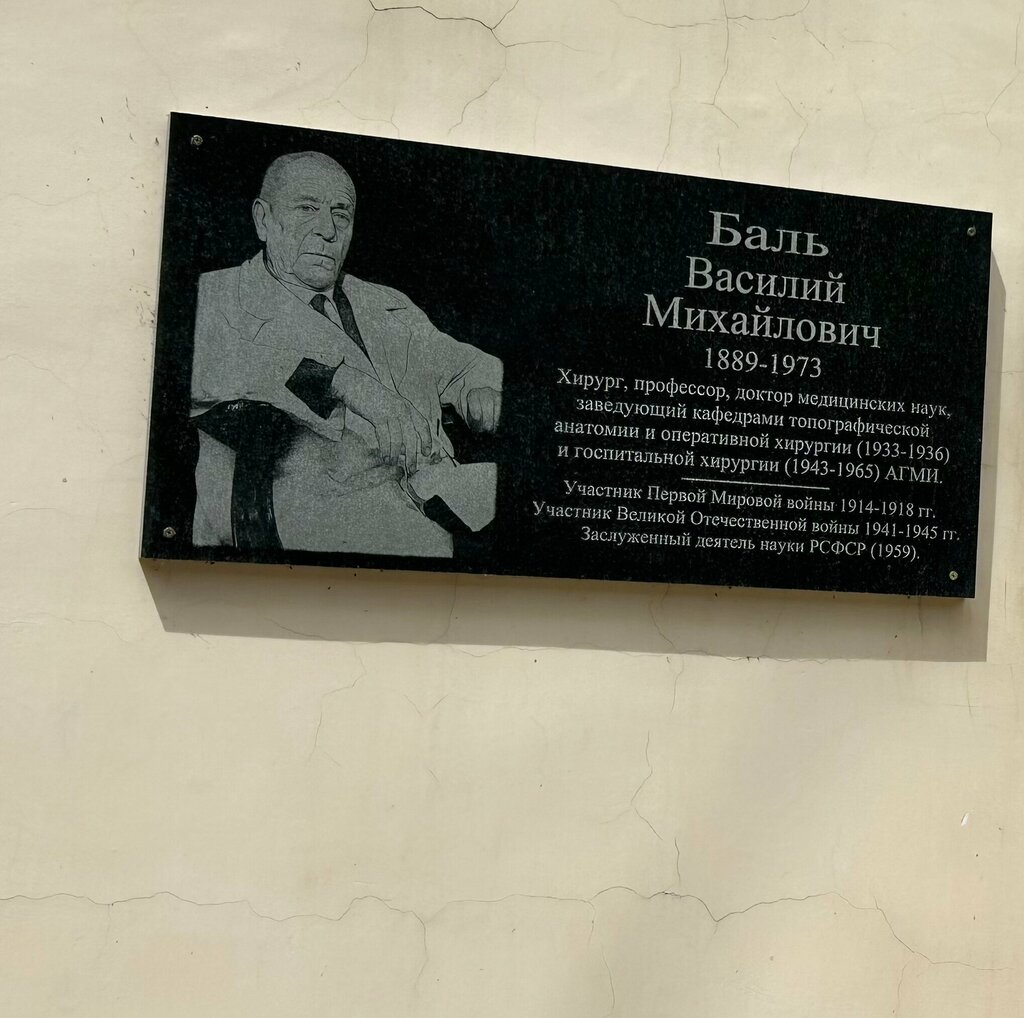 Баль
Василий
Михайлович
1889-1973
Хирург, профессор, доктор медицинских наук,
заведующий кафедрами топографической
анатомии и оперативной хирургии (1933-1936)
и госпитальной хирургии (1943-1965) АГМИ.
Участник Первой Мировой войны 1914-1918 гг.
Участник Великой Отечественной войны 1941-1945 гг.
Заслуженный деятель науки РСФСР (1959).